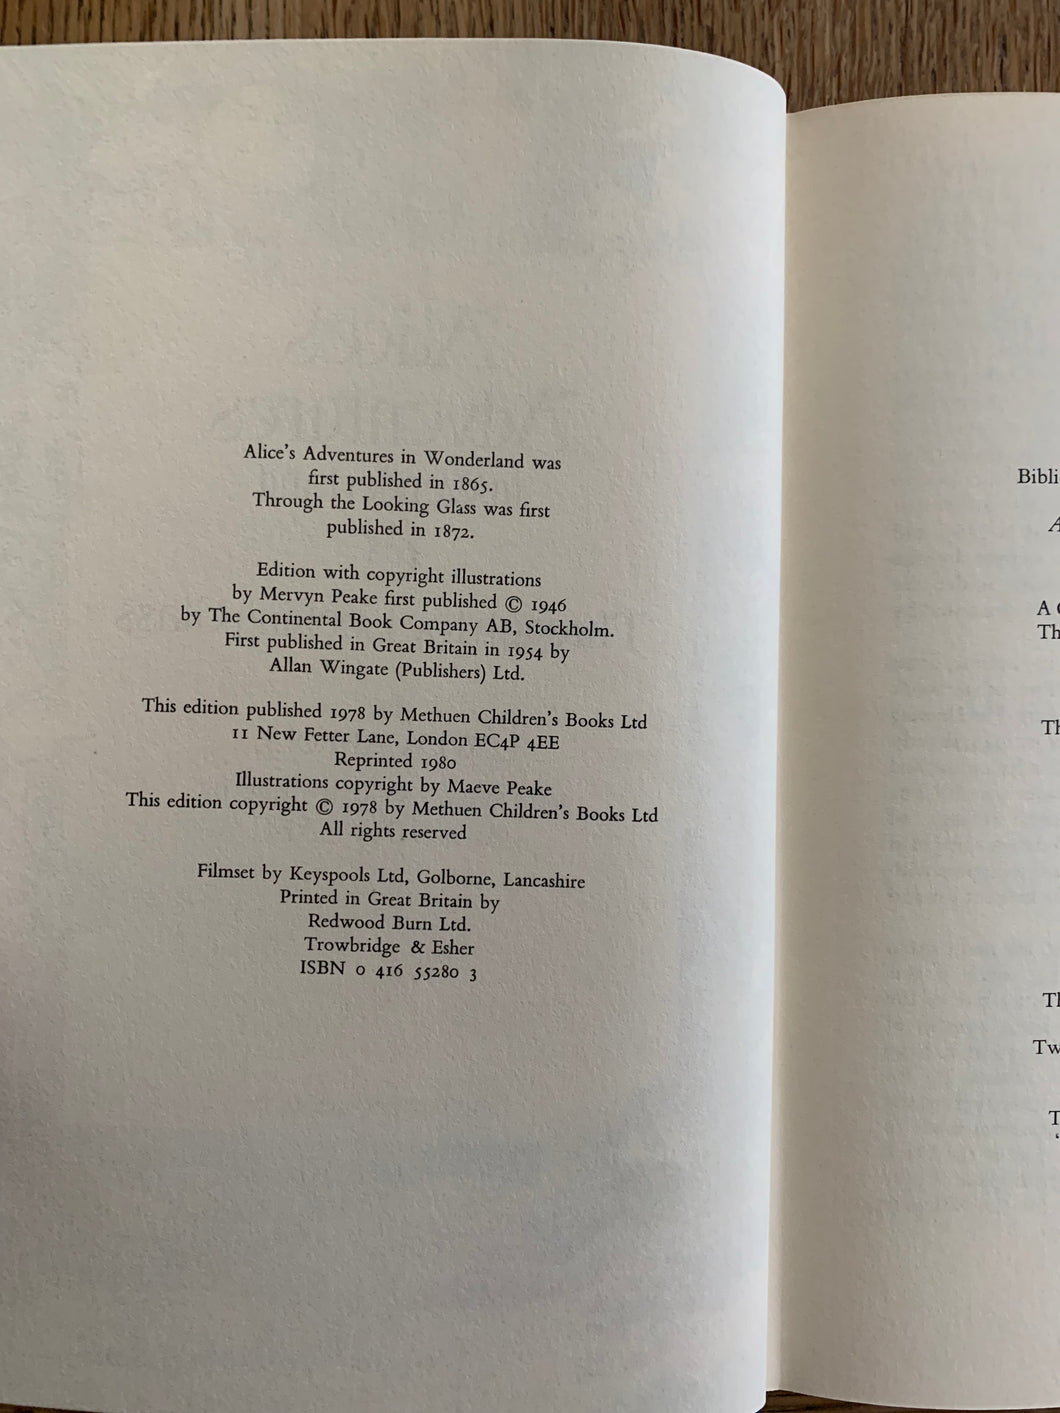 Alice's Adventures in Wonderland was
first published in 1865.
Through the Looking Glass was first
published in 1872.
Edition with copyright illustrations
by Mervyn Peake first published © 1946
by The Continental Book Company AB, Stockholm.
First published in Great Britain in 1954 by
Allan Wingate (Publishers) Ltd.
This edition published 1978 by Methuen Children's Books Ltd
11 New Fetter Lane, London EC4P 4EE
Reprinted 1980
Illustrations copyright by Maeve Peake
This edition copyright © 1978 by Methuen Children's Books Ltd
All rights reserved
Filmset by Keyspools Ltd, Golborne, Lancashire
Printed in Great Britain by
Redwood Burn Ltd.
Trowbridge & Esher
ISBN 0 416 55280 3